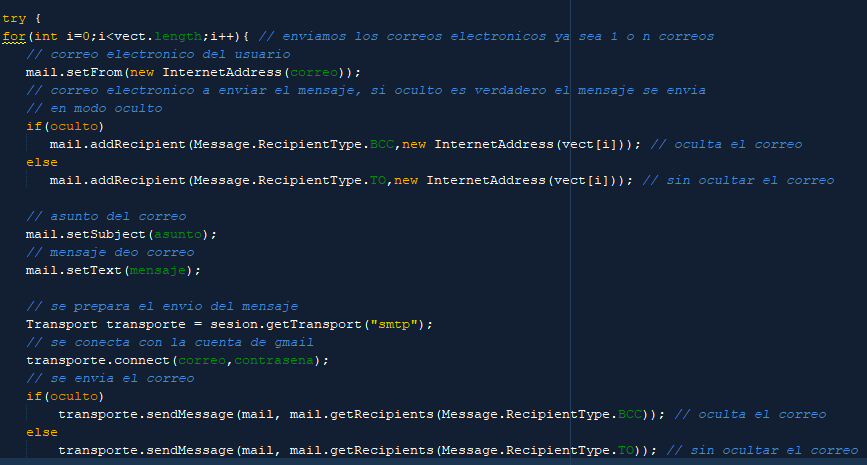 try {
for(int i=0;i<vect.length;i++){ // enviamos los correos electronicos ya sea 1 o n correos
// correo electronico del usuario
mail.setFrom(new InternetAddress(correo));
// correo electronico a enviar el mensaje, si oculto es verdadero el mensaje se envia
// en modo oculto
if(oculto)
mail.addRecipient(Message.RecipientType.BCC,new InternetAddress(vect[i])); // oculta el correo
else
mail.addRecipient(Message.RecipientType.TO,new InternetAddress(vect[i])); // sin ocultar el correo
// asunto del correo
mail.setSubject(asunto);
// mensaje deo correo
mail.setText(mensaje);
// se prepara el envio del mensaje
Transport transporte = sesion.getTransport("smtp");
// se conecta con la cuenta de gmail
transporte.connect(correo,contrasena);
// se envia el correo
if(oculto)
transporte.sendMessage(mail, mail.getRecipients(Message.RecipientType.BCC)); // oculta el correo
else
transporte.sendMessage(mail, mail.getRecipients(Message.RecipientType.TO)); // sin ocultar el correo